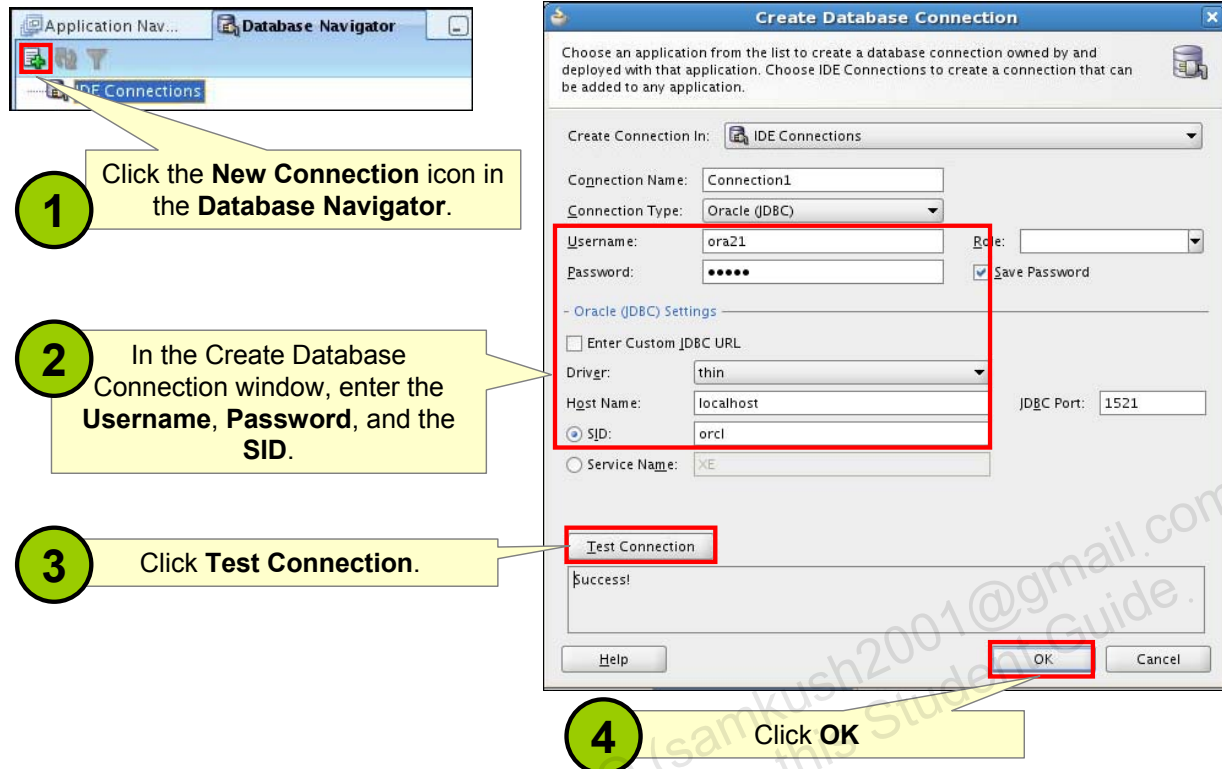 Application Nav...
Database Navigator
IDE Connections
1
Click the New Connection icon in
the Database Navigator.
2
In the Create Database
Connection window, enter the
Username, Password, and the
SID.
3
Click Test Connection.
Create Database Connection
Choose an application from the list to create a database connection owned by and
deployed with that application. Choose IDE Connections to create a connection that can
be added to any application.
Create Connection In: IDE Connections
Connection Name: Connection1
Connection Type: Oracle (JDBC)
Username: ora21 Role:
Password: ••••• Save Password
- Oracle (JDBC) Settings
Enter Custom JDBC URL
Driver: thin
Host Name: localhost JDBC Port: 1521
SID: orcl
Service Name: XE
Test Connection
Success!
Help OK Cancel
4
Click OK
(samkush2001@gmail.com
this Student Guide.